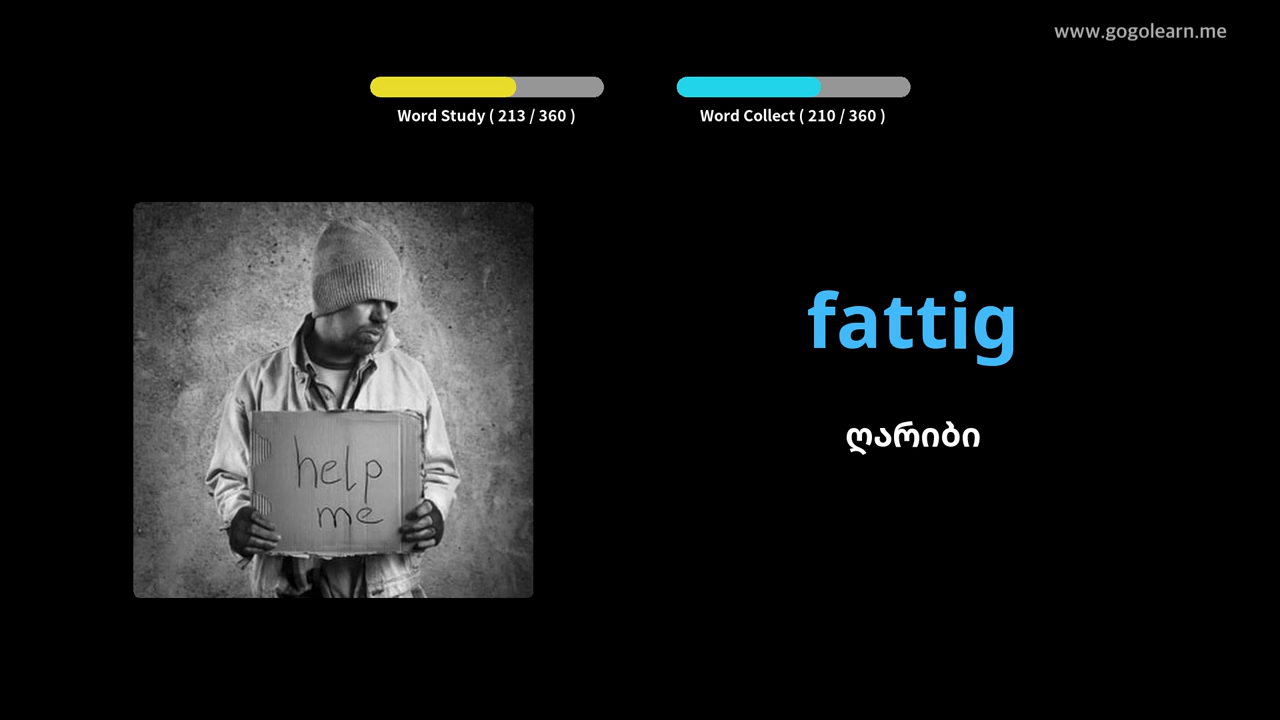 www.gogolearn.me
Word Study ( 213 / 360 )
Word Collect ( 210 / 360 )
help
me
fattig
ღარიბი